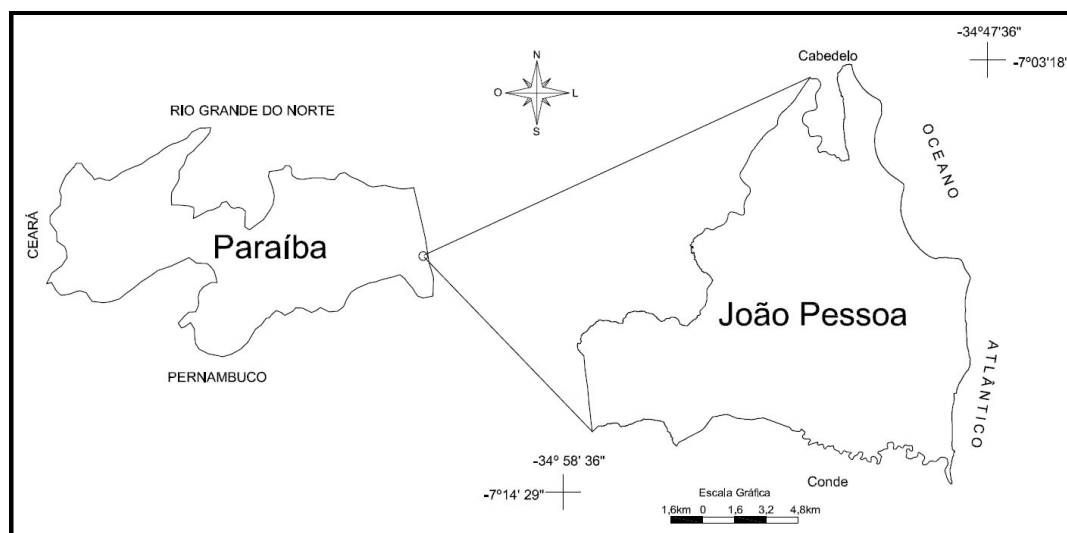 -34º47'36"
Cabedelo
-7º03'18'
N
O
L
S
RIO GRANDE DO NORTE
OCEANO
CEARÁ
Paraíba
João Pessoa
ATLÂNTICO
PERNAMBUCO
-34º 58' 36"
-7º14' 29"
Conde
Escala Gráfica
1,6km 0 1,6 3,2 4,8km